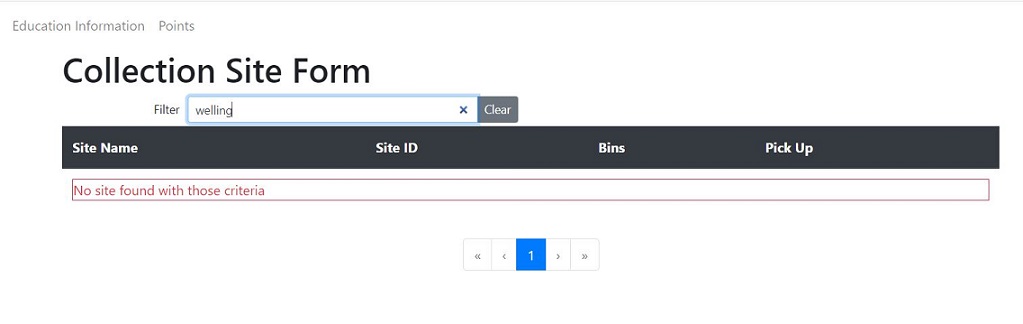 Education Information Points
Collection Site Form
Filter welling × Clear
Site Name Site ID Bins Pick Up
No site found with those criteria
« ‹ 1 › »